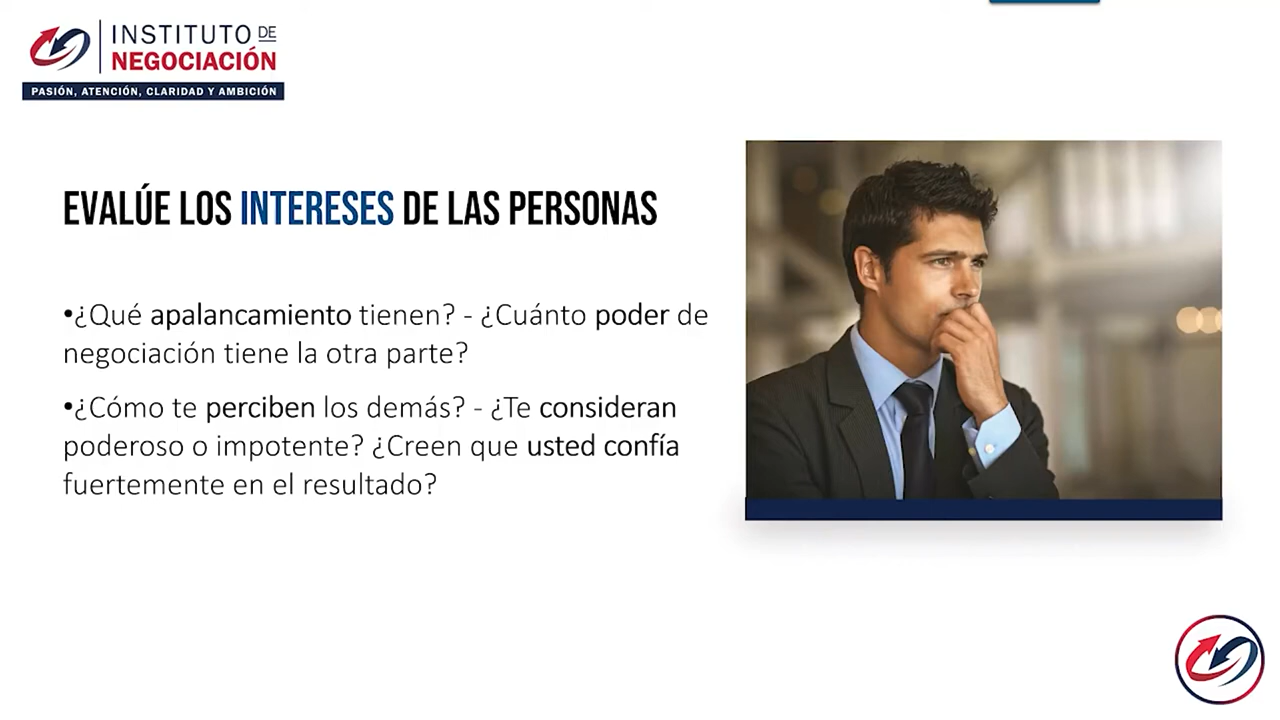 INSTITUTO DE
NEGOCIACIÓN
PASIÓN, ATENCIÓN, CLARIDAD Y AMBICIÓN
EVALÚE LOS INTERESES DE LAS PERSONAS
•¿Qué apalancamiento tienen? - ¿Cuánto poder de
negociación tiene la otra parte?
•¿Cómo te perciben los demás? - ¿Te consideran
poderoso o impotente? ¿Creen que usted confía
fuertemente en el resultado?